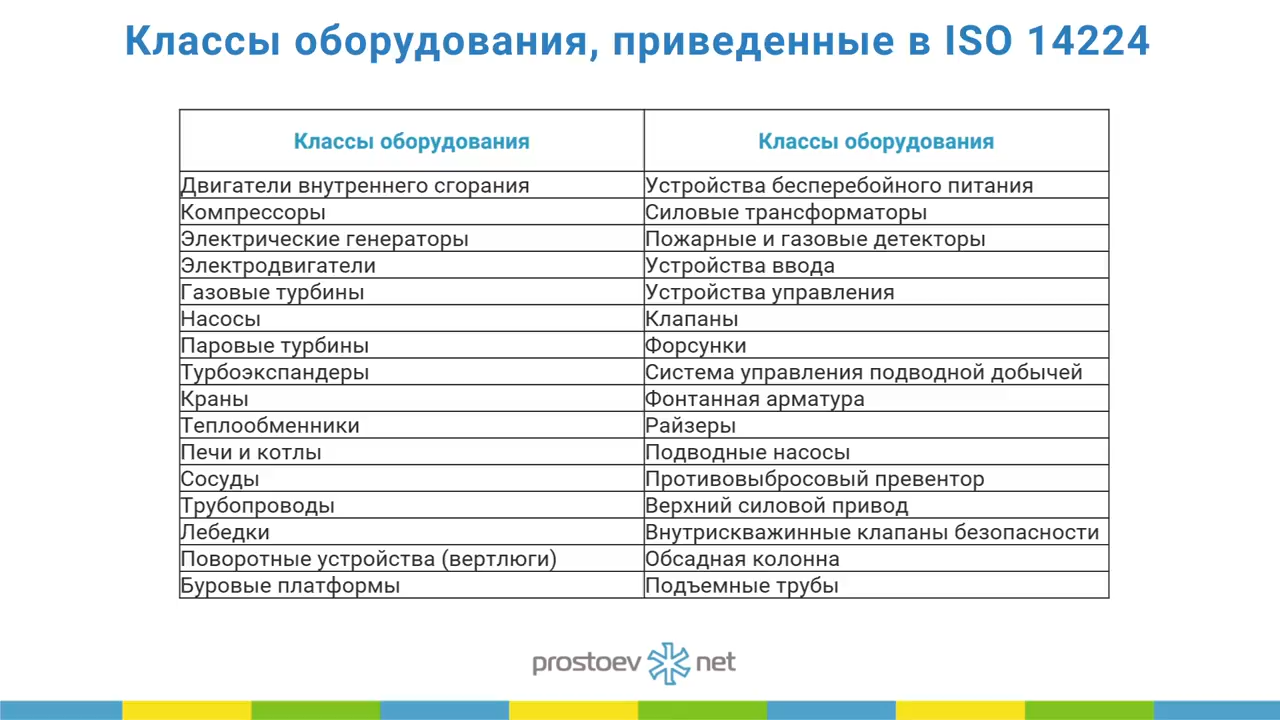 Классы оборудования, приведенные в ISO 14224
Классы оборудования
Классы оборудования
Двигатели внутреннего сгорания
Устройства бесперебойного питания
Компрессоры
Силовые трансформаторы
Электрические генераторы
Пожарные и газовые детекторы
Электродвигатели
Устройства ввода
Газовые турбины
Устройства управления
Насосы
Клапаны
Паровые турбины
Форсунки
Турбоэкспандеры
Система управления подводной добычей
Краны
Фонтанная арматура
Теплообменники
Райзеры
Печи и котлы
Подводные насосы
Сосуды
Противовыбросовый превентор
Трубопроводы
Верхний силовой привод
Лебедки
Внутрискважинные клапаны безопасности
Поворотные устройства (вертлюги)
Обсадная колонна
Буровые платформы
Подъемные трубы
prostoev net